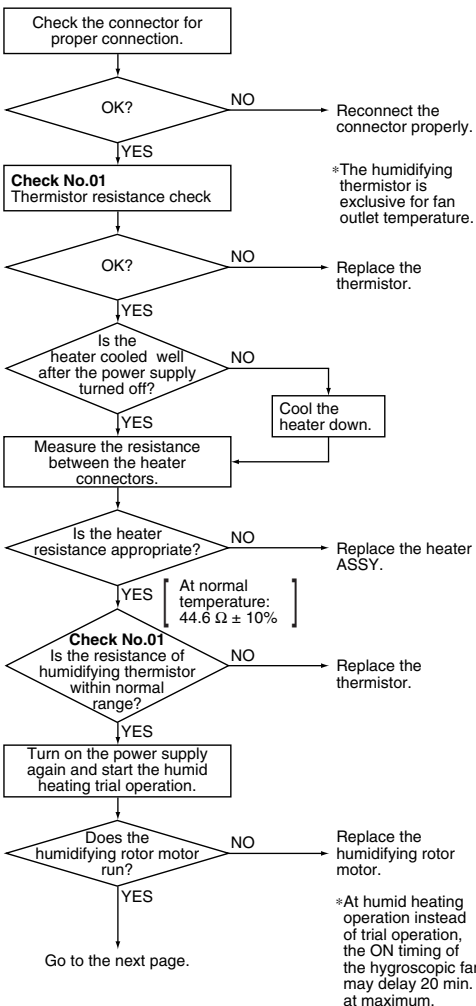 Check the connector for
proper connection.
OK?
NO
Reconnect the
connector properly.
YES
Check No.01
Thermistor resistance check
*The humidifying
thermistor is
exclusive for fan
outlet temperature.
OK?
NO
Replace the
thermistor.
YES
Is the
heater cooled well
after the power supply
turned off?
NO
Cool the
heater down.
YES
Measure the resistance
between the heater
connectors.
Is the heater
resistance appropriate?
NO
Replace the heater
ASSY.
YES
At normal
temperature:
44.6 Ω ± 10%
Check No.01
Is the resistance of
humidifying thermistor
within normal
range?
NO
Replace the
thermistor.
YES
Turn on the power supply
again and start the humid
heating trial operation.
Does the
humidifying rotor motor
run?
NO
Replace the
humidifying rotor
motor.
YES
*At humid heating
operation instead
of trial operation,
the ON timing of
the hygroscopic fan
may delay 20 min.
at maximum.
Go to the next page.